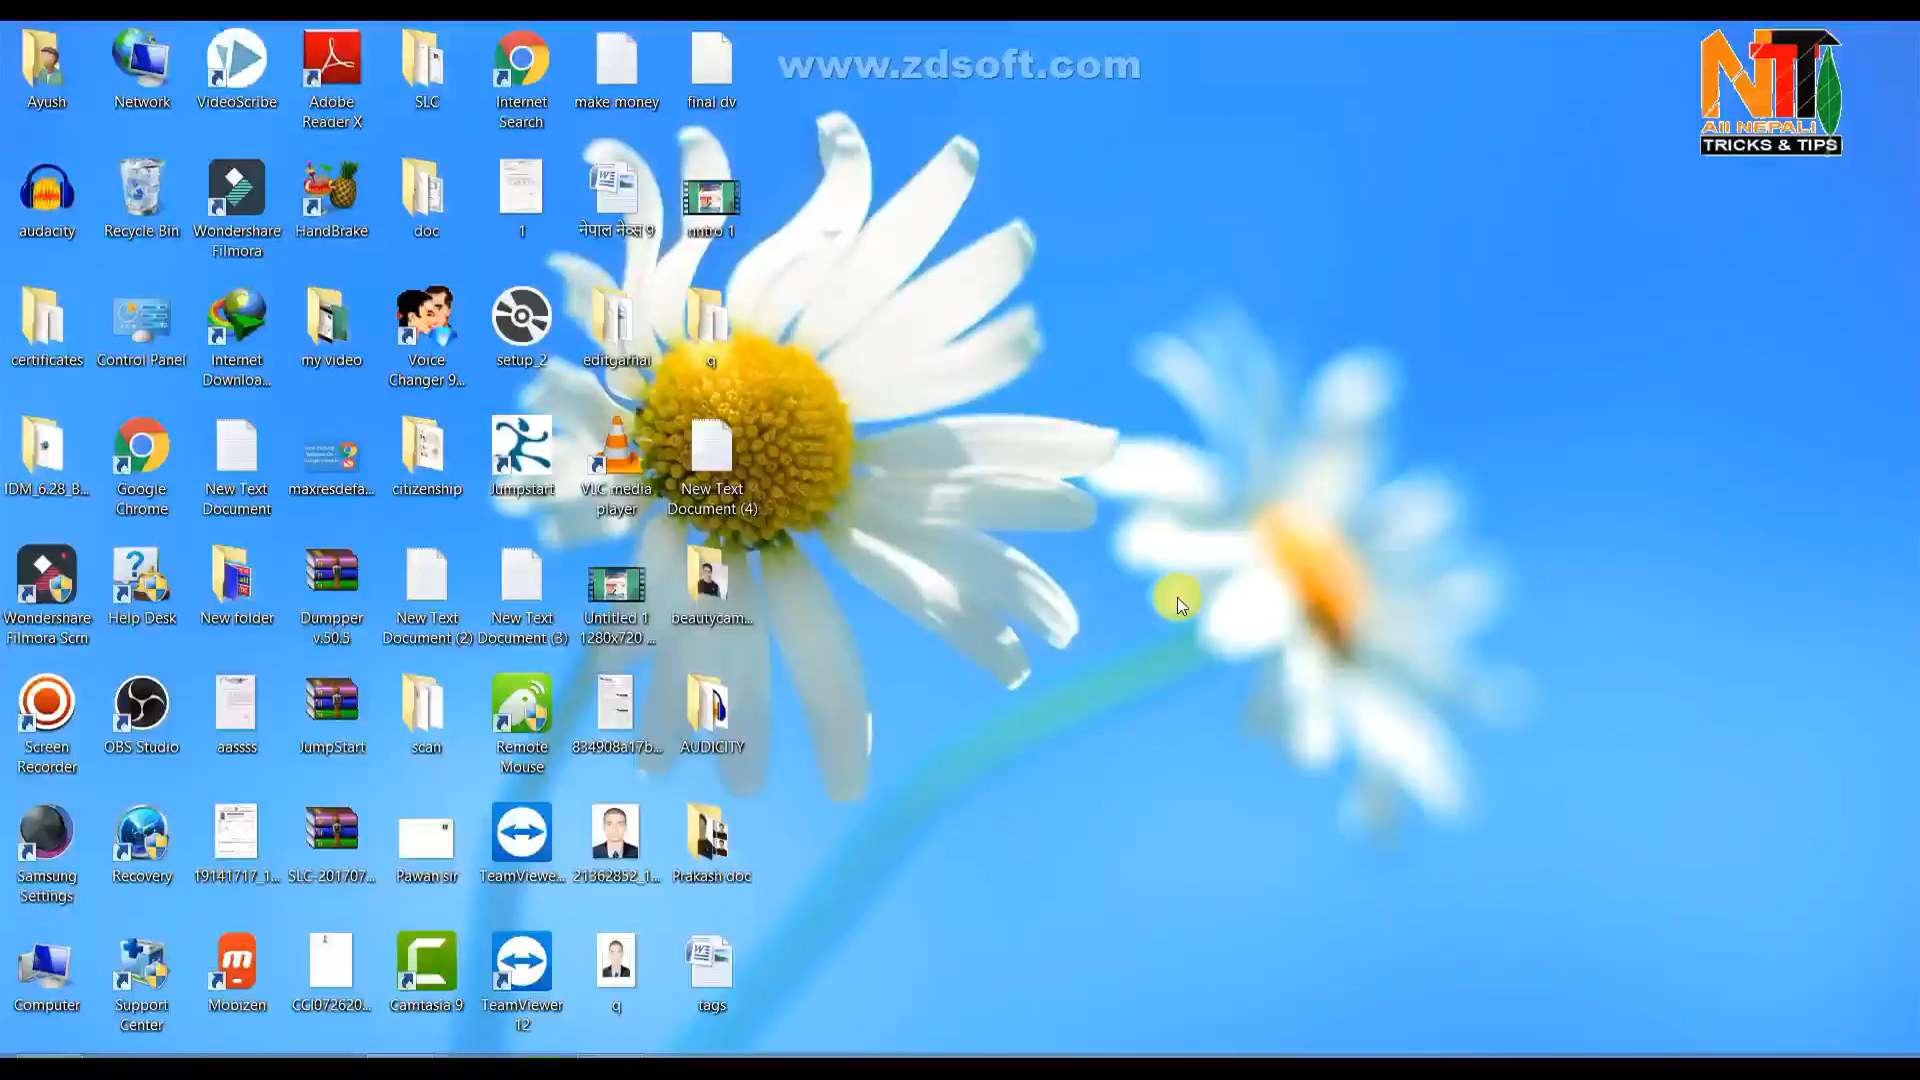 www.zdsoft.com
NTT
All NEPALI
TRICKS & TIPS
Ayush
Network
VideoScribe
Adobe
Reader X
SLC
Internet
Search
make money
final dv
audacity
Recycle Bin
Wondershare
Filmora
HandBrake
doc
1
नेपाल नेक्स 9
nntro 1
certificates
Control Panel
Internet
Downloa...
my video
Voice
Changer 9...
setup_2
editgarhai
q
IDM_6.28_B...
Google
Chrome
New Text
Document
maxresdefa...
citizenship
Jumpstart
VLC media
player
New Text
Document (4)
Wondershare
Filmora Scrn
Help Desk
New folder
Dumpper
v.50.5
New Text
Document (2)
New Text
Document (3)
Untitled 1
1280x720 ...
beautycam...
Screen
Recorder
OBS Studio
aassss
JumpStart
scan
Remote
Mouse
834908a17b...
AUDICITY
Samsung
Settings
Recovery
19141717_1...
SLC-201707...
Pawan sir
TeamViewe...
21362852_1...
Prakash doc
Computer
Support
Center
Mobizen
CCI072620...
Camtasia 9
TeamViewer
12
q
tags